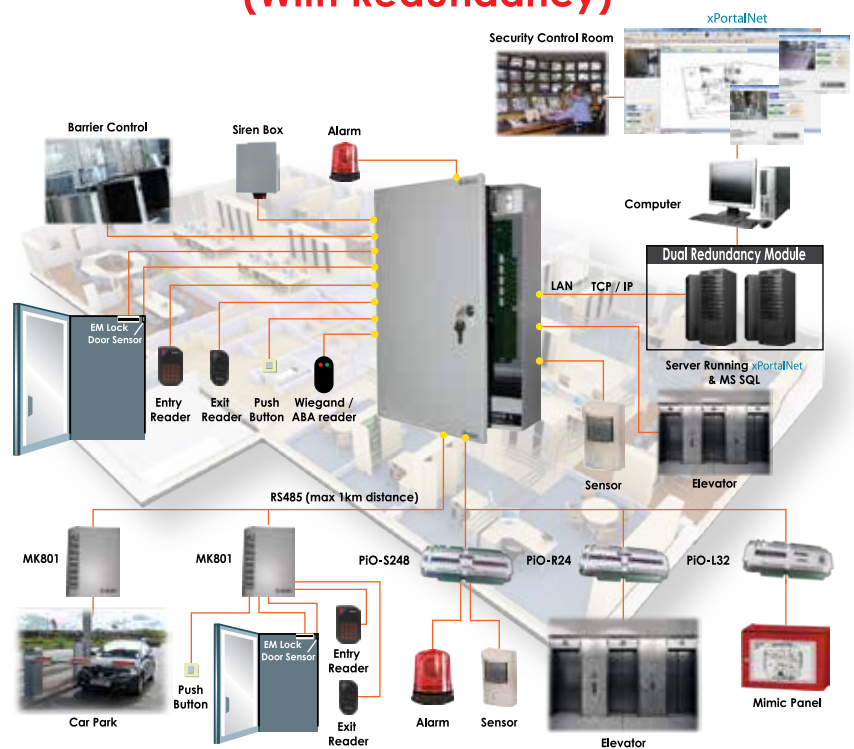 (With Redundancy)
xPortalNet
Security Control Room
Barrier Control
Siren Box
Alarm
Computer
Dual Redundancy Module
LAN
TCP / IP
EM Lock
Door Sensor
Server Running xPortalNet
& MS SQL
Entry
Reader
Exit
Reader
Push
Button
Wiegand /
ABA reader
Sensor
Elevator
RS485 (max 1km distance)
MK801
MK801
PiO-S248
PiO-R24
PiO-L32
EM Lock
Door Sensor
Entry
Reader
Push
Button
Exit
Reader
Car Park
Alarm
Sensor
Elevator
Mimic Panel